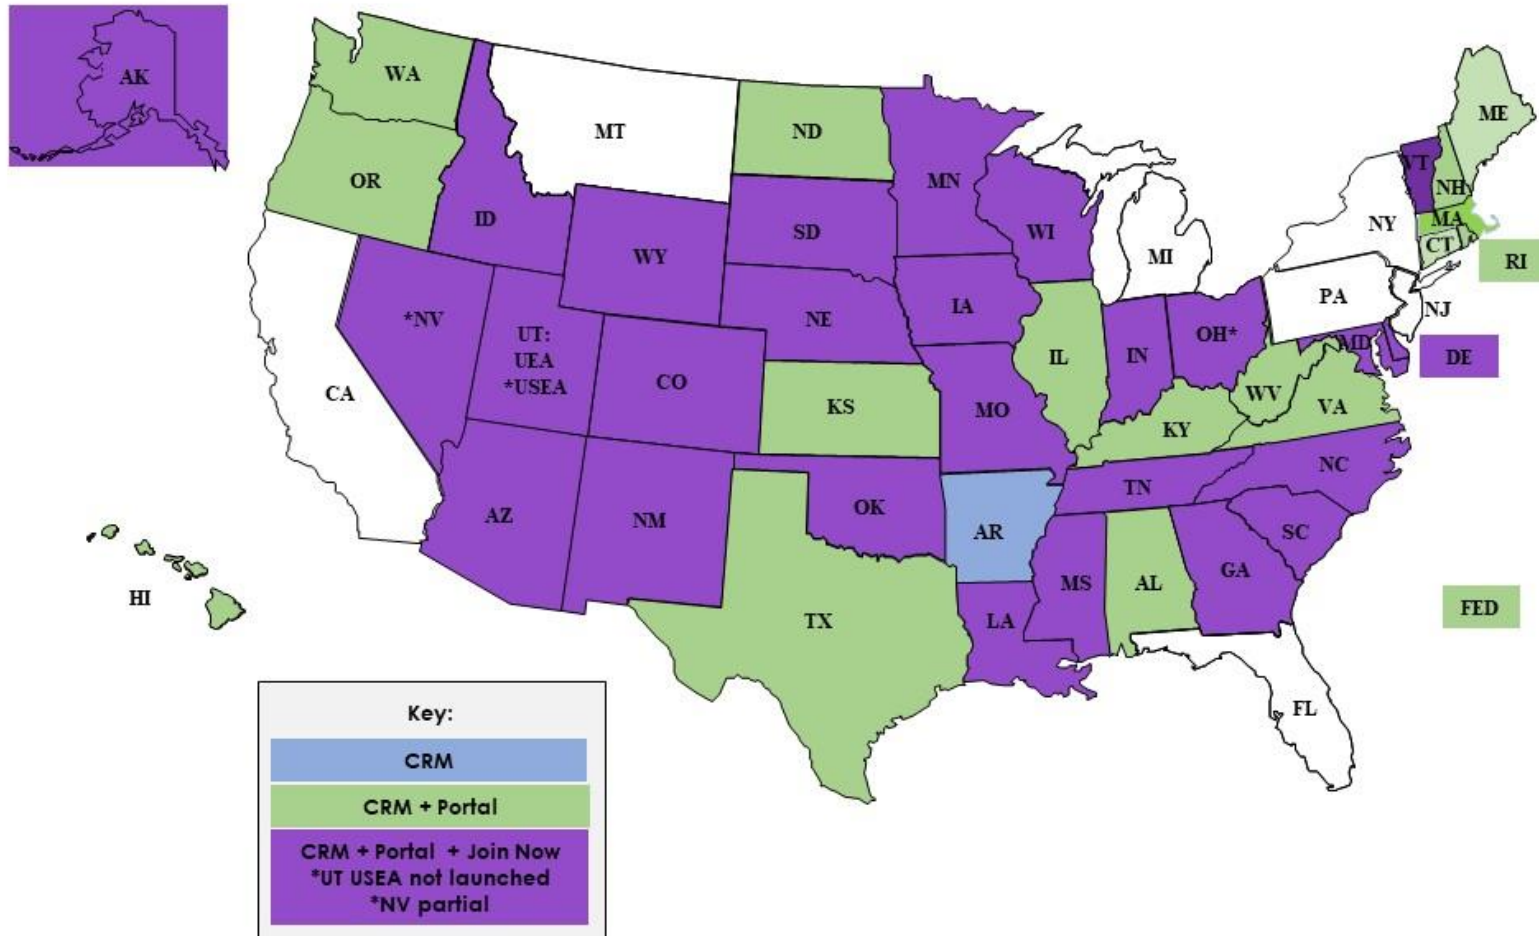 AK
WA
MT
ND
MN
ME
VT
NH
OR
ID
SD
WI
NY
MA
CT
RI
WY
MI
*NV
NE
IA
PA
NJ
UT:
UEA
*USEA
IL
IN
OH*
MD
DE
CA
CO
KS
MO
WV
VA
KY
NC
TN
AZ
NM
OK
AR
SC
MS
AL
GA
HI
TX
LA
FED
FL
Key:
CRM
CRM + Portal
CRM + Portal + Join Now
*UT USEA not launched
*NV partial